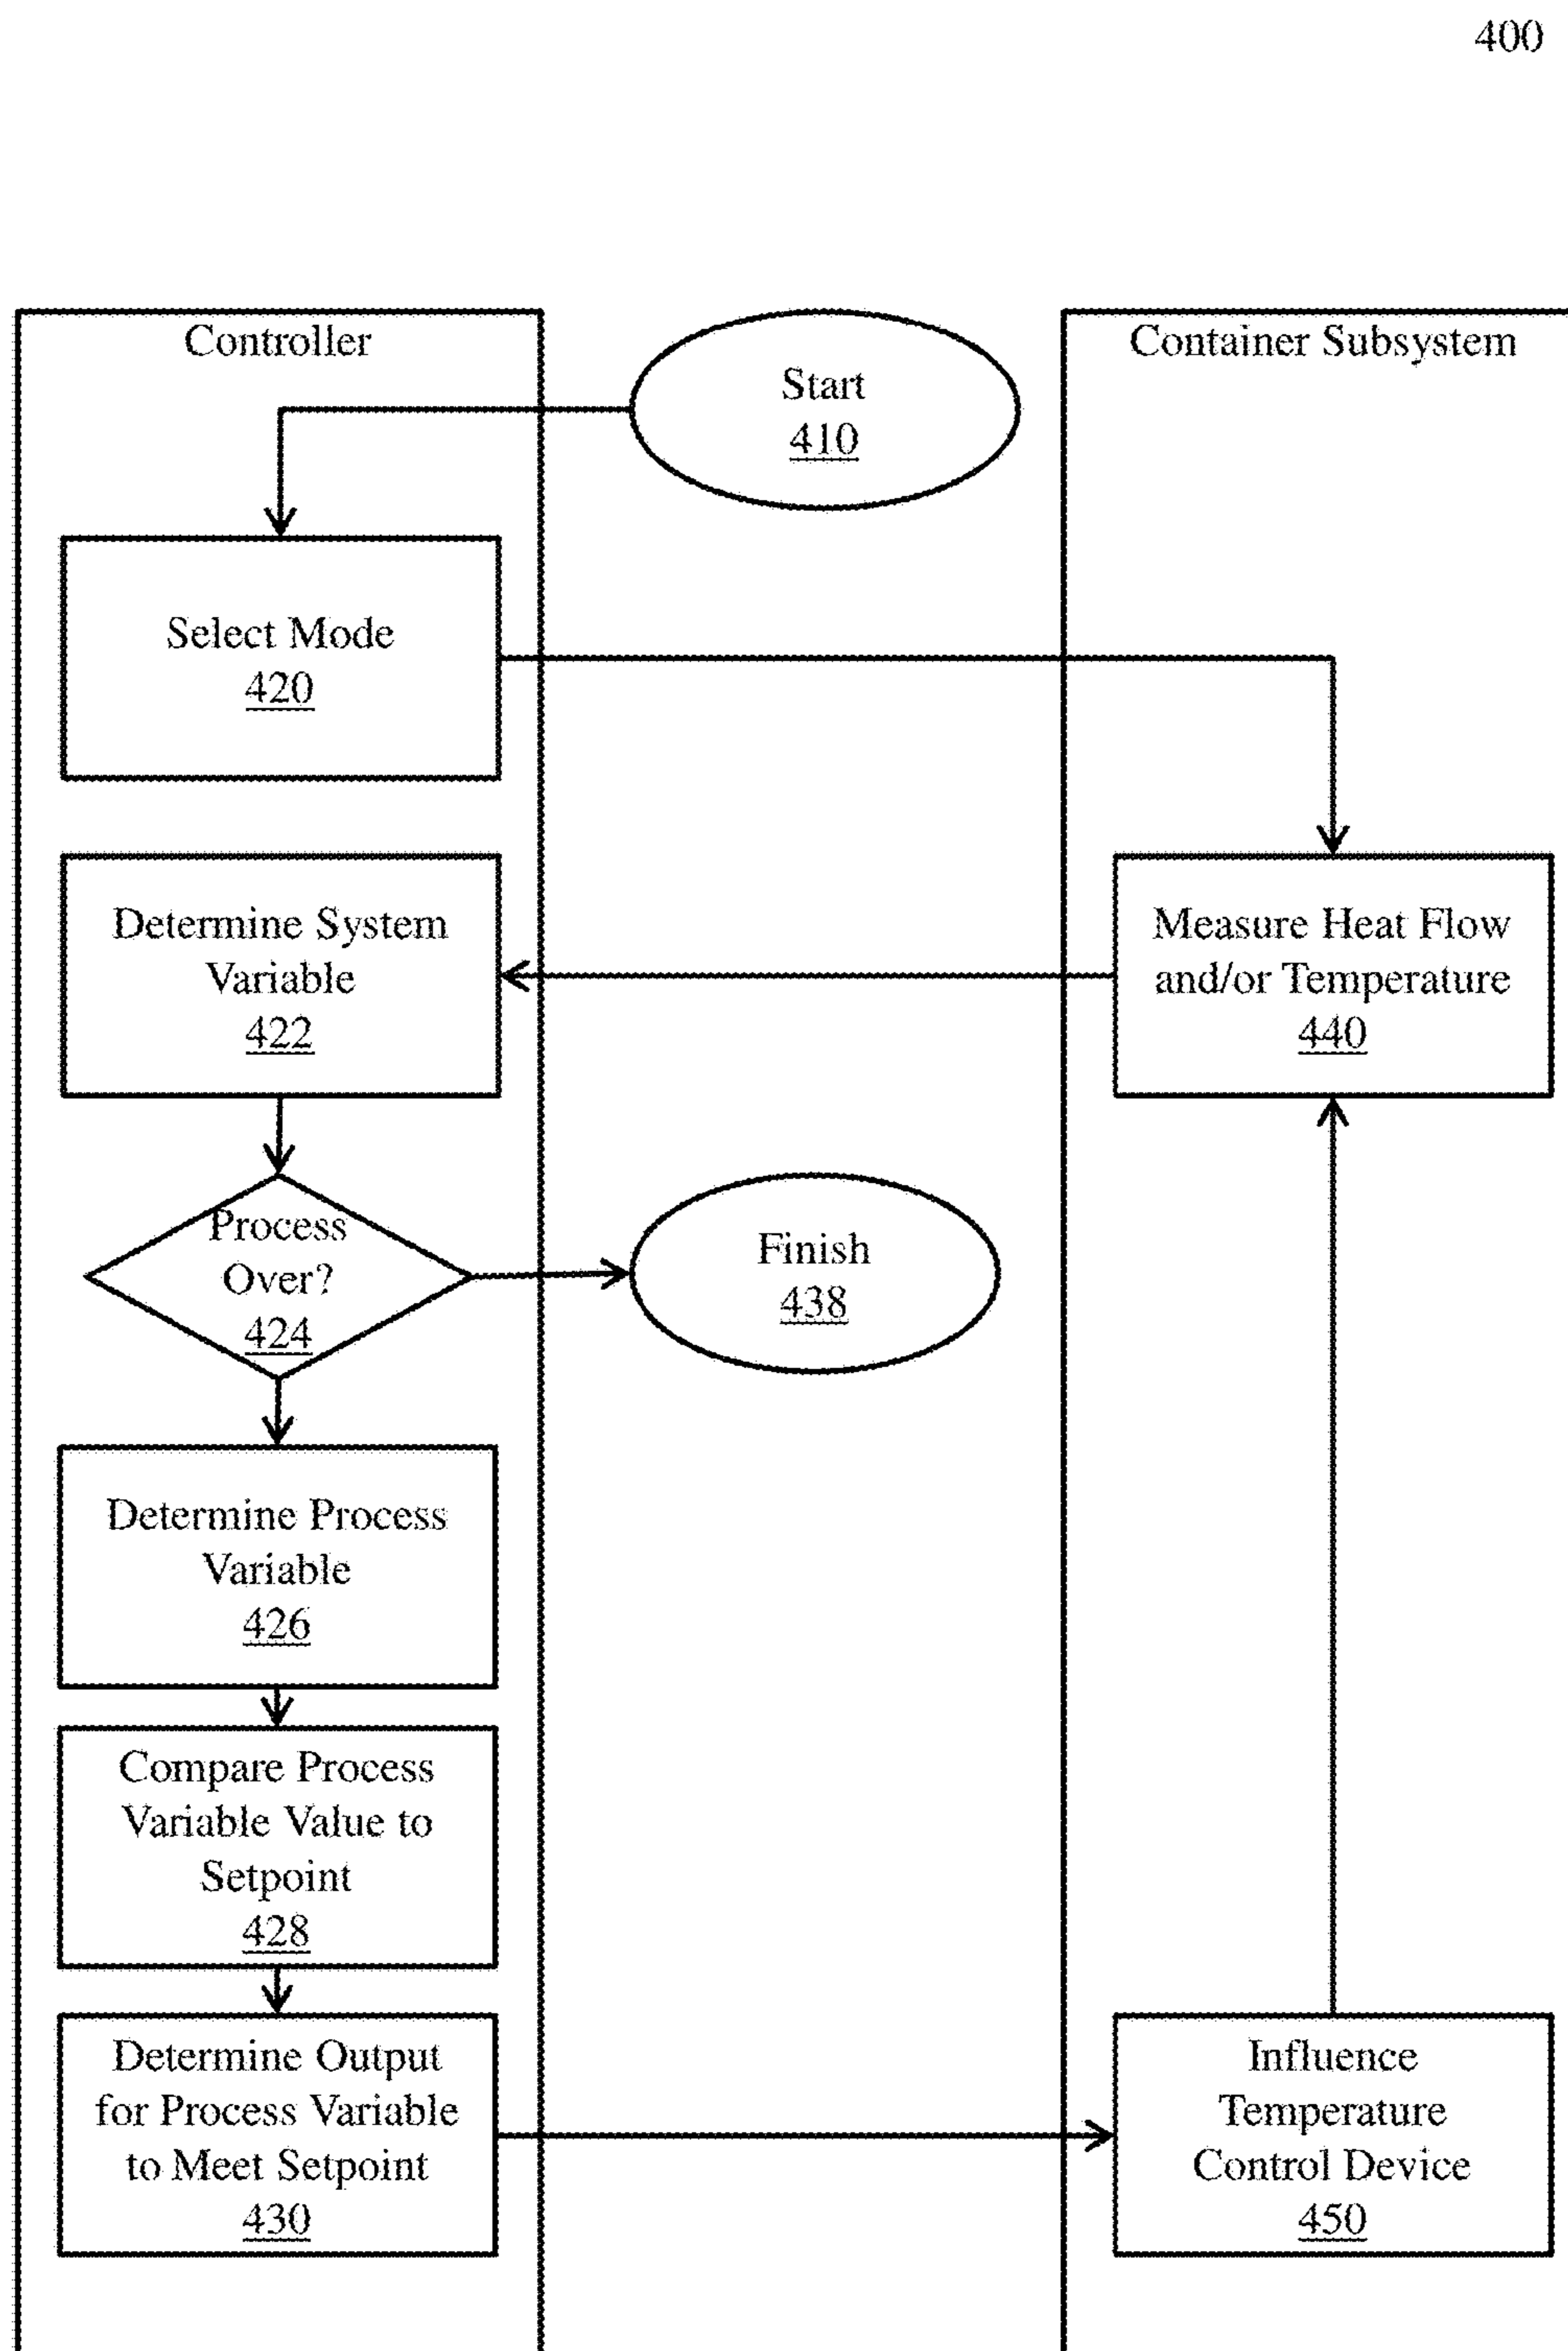 400
Controller
Start
410
Container Subsystem
Select Mode
420
Determine System
Variable
422
Measure Heat Flow
and/or Temperature
440
Process
Over?
424
Finish
438
Determine Process
Variable
426
Compare Process
Variable Value to
Setpoint
428
Determine Output
for Process Variable
to Meet Setpoint
430
Influence
Temperature
Control Device
450